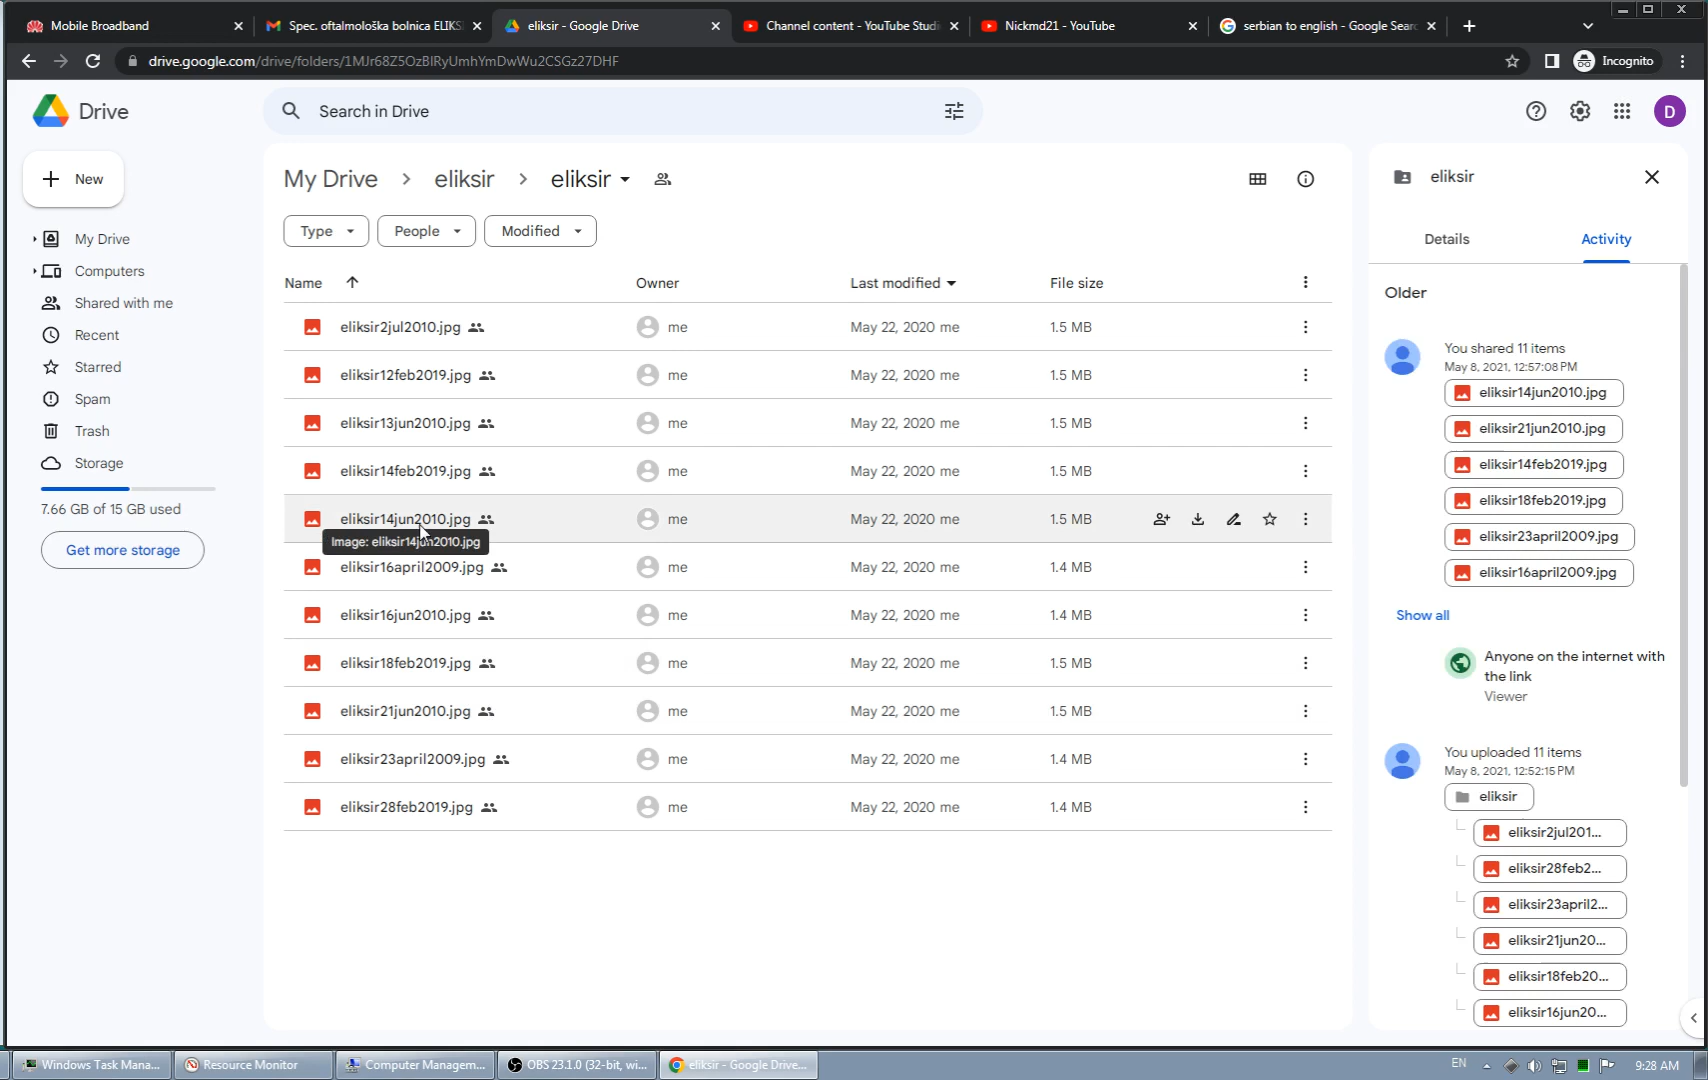 Mobile Broadband
Spec. oftalmološka bolnica ELIKS
eliksir - Google Drive
Channel content - YouTube Studi
Nickmd21 - YouTube
serbian to english - Google Searc
drive.google.com/drive/folders/1MJr68Z5OzBlRyUmhYmDwWu2CSGz27DHF
Incognito
Drive
Search in Drive
D
New
My Drive
Computers
Shared with me
Recent
Starred
Spam
Trash
Storage
7.66 GB of 15 GB used
Get more storage
My Drive > eliksir > eliksir
Type
People
Modified
Name Owner Last modified File size
eliksir2jul2010.jpg me May 22, 2020 me 1.5 MB
eliksir12feb2019.jpg me May 22, 2020 me 1.5 MB
eliksir13jun2010.jpg me May 22, 2020 me 1.5 MB
eliksir14feb2019.jpg me May 22, 2020 me 1.5 MB
eliksir14jun2010.jpg me May 22, 2020 me 1.5 MB
Image: eliksir14jun2010.jpg
eliksir16april2009.jpg me May 22, 2020 me 1.4 MB
eliksir16jun2010.jpg me May 22, 2020 me 1.4 MB
eliksir18feb2019.jpg me May 22, 2020 me 1.5 MB
eliksir21jun2010.jpg me May 22, 2020 me 1.5 MB
eliksir23april2009.jpg me May 22, 2020 me 1.4 MB
eliksir28feb2019.jpg me May 22, 2020 me 1.4 MB
eliksir
Details
Activity
Older
You shared 11 items
May 8, 2021, 12:57:08 PM
eliksir14jun2010.jpg
eliksir21jun2010.jpg
eliksir14feb2019.jpg
eliksir18feb2019.jpg
eliksir23april2009.jpg
eliksir16april2009.jpg
Show all
Anyone on the internet with
the link
Viewer
You uploaded 11 items
May 8, 2021, 12:52:15 PM
eliksir
eliksir2jul201...
eliksir28feb2...
eliksir23april2...
eliksir21jun20...
eliksir18feb20...
eliksir16jun20...
Windows Task Mana...
Resource Monitor
Computer Managem...
OBS 23.1.0 (32-bit, wi...
eliksir - Google Drive...
EN
9:28 AM